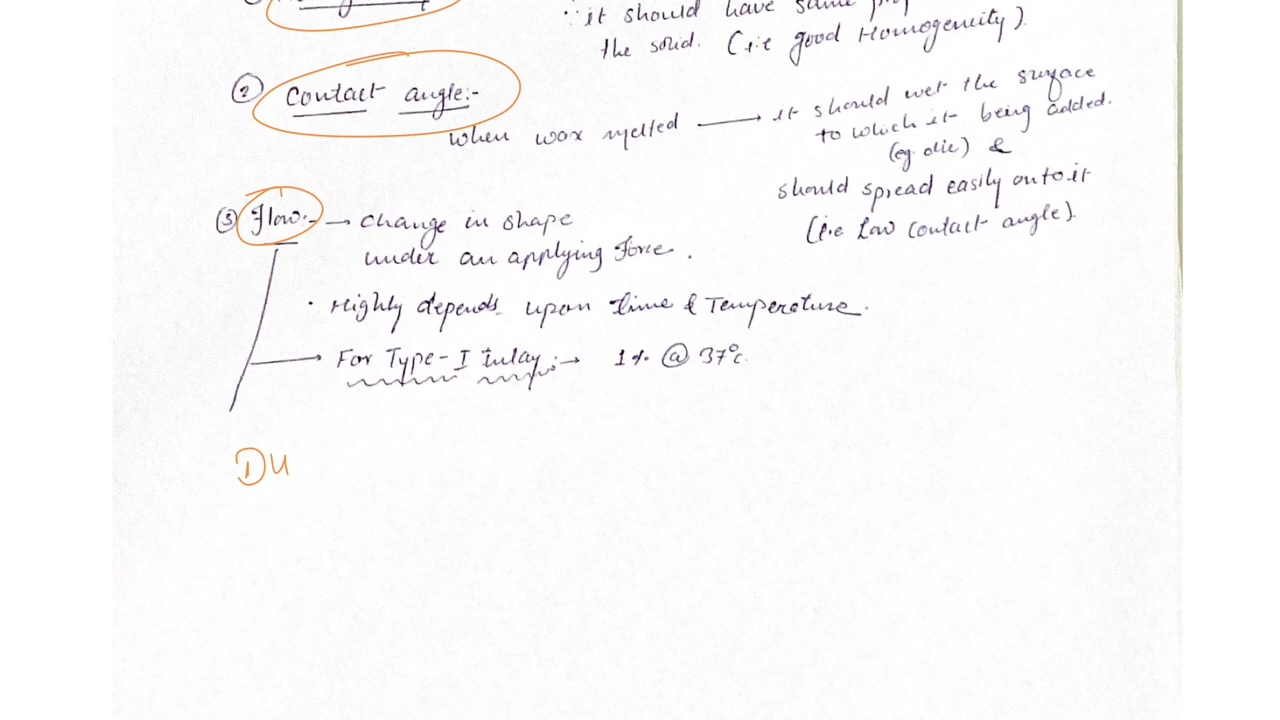 ∵ it should have same
the solid. (i.e good Homogeneity).
② Contact angle:-
when wax melted ⟶ it should wet the surface
to which it being added.
(eg die) &
should spread easily onto it
(i.e Low contact angle).
③ Flow:- → change in shape
under an applying Force.
· Highly depends upon time & Temperature.
→ For Type-I Inlay :→ 1% @ 37°c.
DU